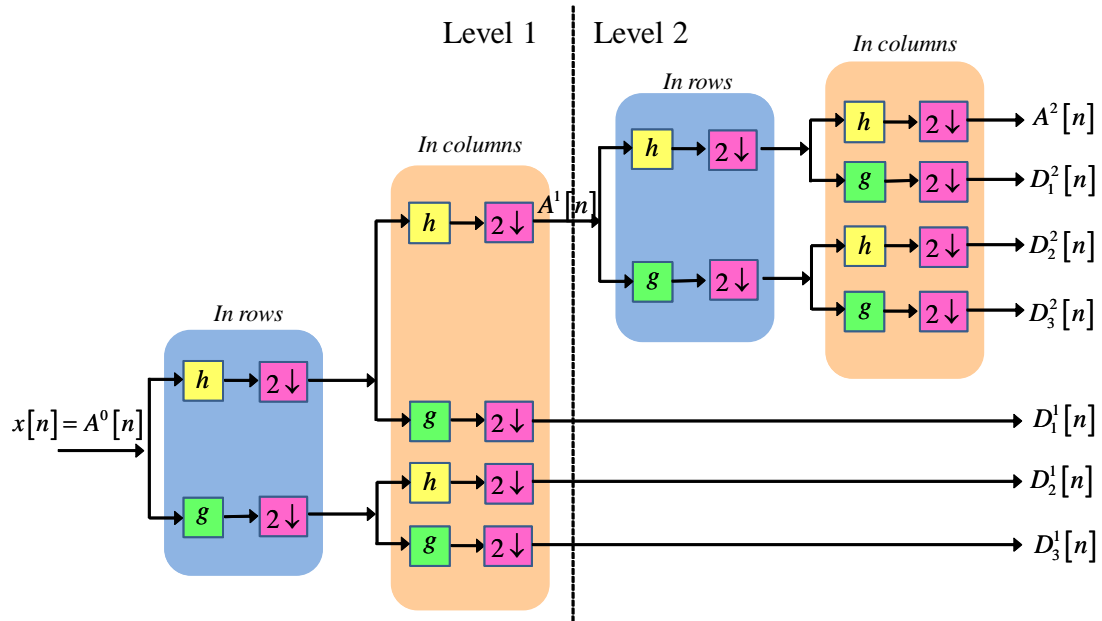 Level 1
Level 2
In columns
In rows
h 2↓
A²[n]
g 2↓
D₁²[n]
h 2↓
In columns
h 2↓
A¹[n]
h 2↓
D₂²[n]
g 2↓
g 2↓
D₃²[n]
In rows
h 2↓
x[n] = A⁰[n]
g 2↓
D₁¹[n]
h 2↓
D₂¹[n]
g 2↓
g 2↓
D₃¹[n]